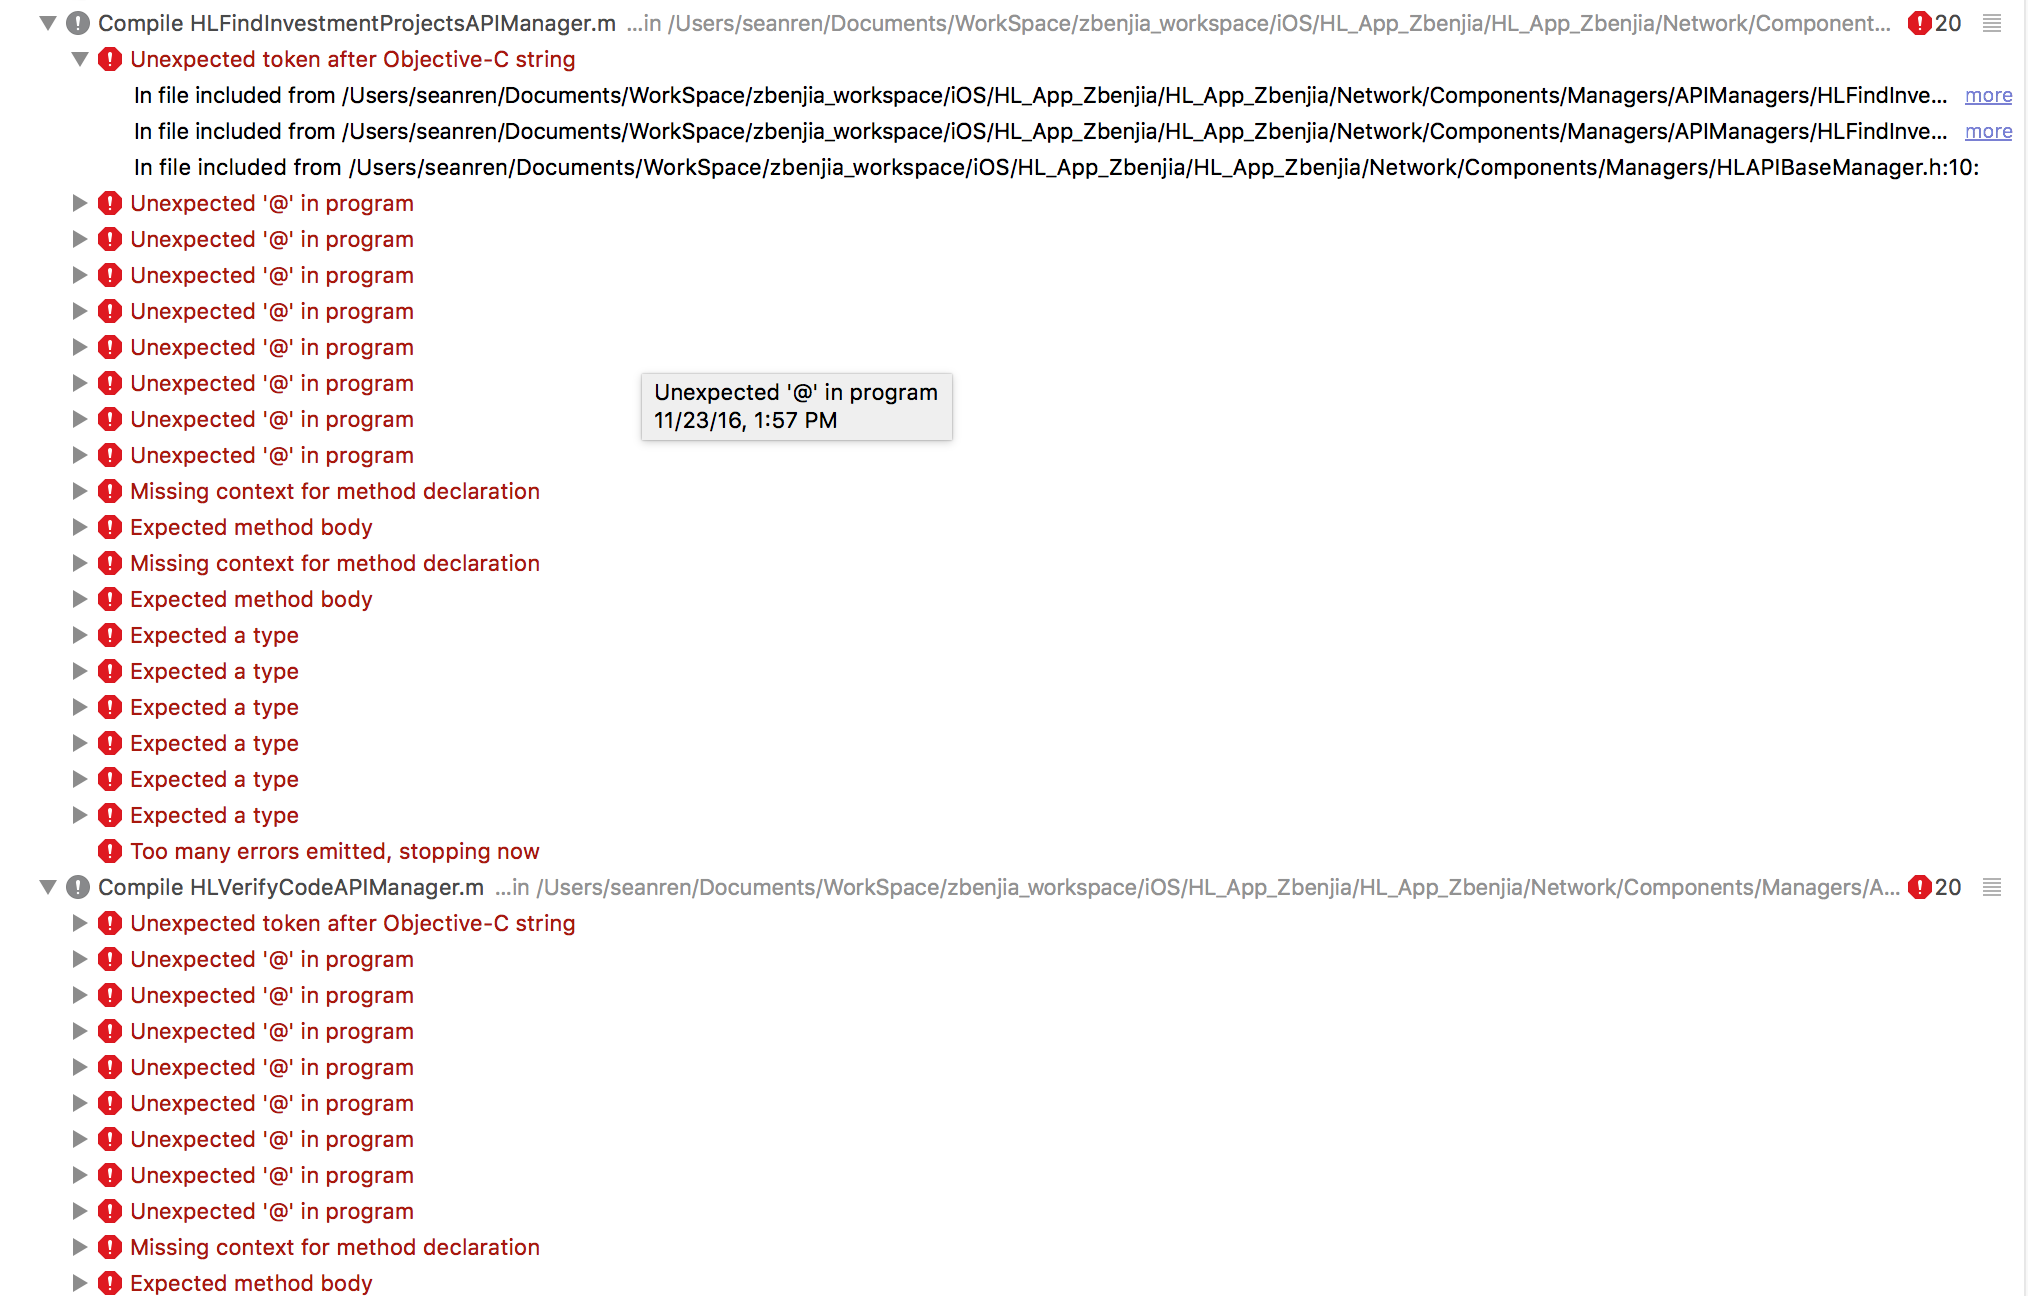 Compile HLFindInvestmentProjectsAPIManager.m ...in /Users/seanren/Documents/WorkSpace/zbenjia_workspace/iOS/HL_App_Zbenjia/HL_App_Zbenjia/Network/Component... 20
Unexpected token after Objective-C string
In file included from /Users/seanren/Documents/WorkSpace/zbenjia_workspace/iOS/HL_App_Zbenjia/HL_App_Zbenjia/Network/Components/Managers/APIManagers/HLFindInve... more
In file included from /Users/seanren/Documents/WorkSpace/zbenjia_workspace/iOS/HL_App_Zbenjia/HL_App_Zbenjia/Network/Components/Managers/APIManagers/HLFindInve... more
In file included from /Users/seanren/Documents/WorkSpace/zbenjia_workspace/iOS/HL_App_Zbenjia/HL_App_Zbenjia/Network/Components/Managers/HLAPIBaseManager.h:10:
Unexpected '@' in program
Unexpected '@' in program
Unexpected '@' in program
Unexpected '@' in program
Unexpected '@' in program
Unexpected '@' in program
Unexpected '@' in program
Unexpected '@' in program
Unexpected '@' in program
11/23/16, 1:57 PM
Missing context for method declaration
Expected method body
Missing context for method declaration
Expected method body
Expected a type
Expected a type
Expected a type
Expected a type
Expected a type
Expected a type
Too many errors emitted, stopping now
Compile HLVerifyCodeAPIManager.m ...in /Users/seanren/Documents/WorkSpace/zbenjia_workspace/iOS/HL_App_Zbenjia/HL_App_Zbenjia/Network/Components/Managers/A... 20
Unexpected token after Objective-C string
Unexpected '@' in program
Unexpected '@' in program
Unexpected '@' in program
Unexpected '@' in program
Unexpected '@' in program
Unexpected '@' in program
Unexpected '@' in program
Unexpected '@' in program
Missing context for method declaration
Expected method body